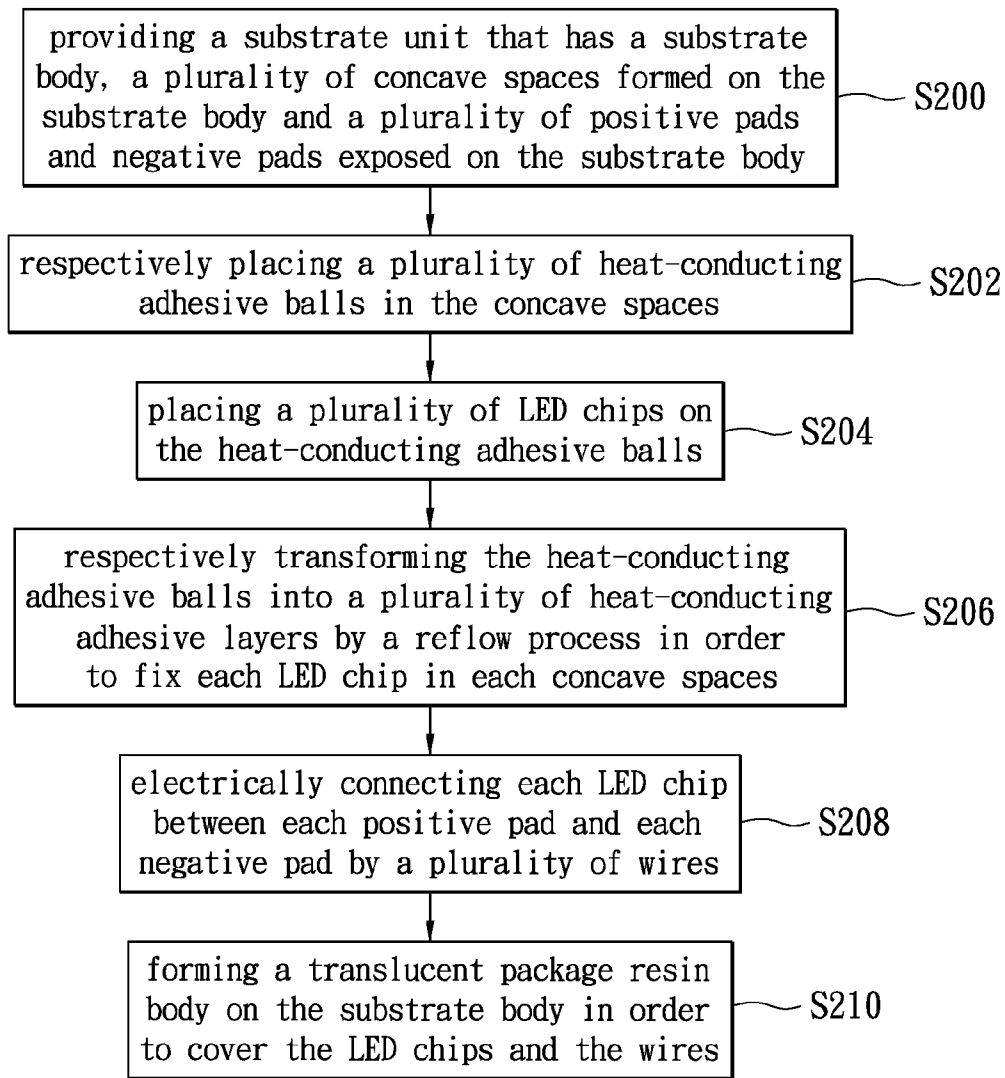 providing a substrate unit that has a substrate
body, a plurality of concave spaces formed on the
substrate body and a plurality of positive pads
and negative pads exposed on the substrate body
S200
respectively placing a plurality of heat-conducting
adhesive balls in the concave spaces
S202
placing a plurality of LED chips on
the heat-conducting adhesive balls
S204
respectively transforming the heat-conducting
adhesive balls into a plurality of heat-conducting
adhesive layers by a reflow process in order
to fix each LED chip in each concave spaces
S206
electrically connecting each LED chip
between each positive pad and each
negative pad by a plurality of wires
S208
forming a translucent package resin
body on the substrate body in order
to cover the LED chips and the wires
S210